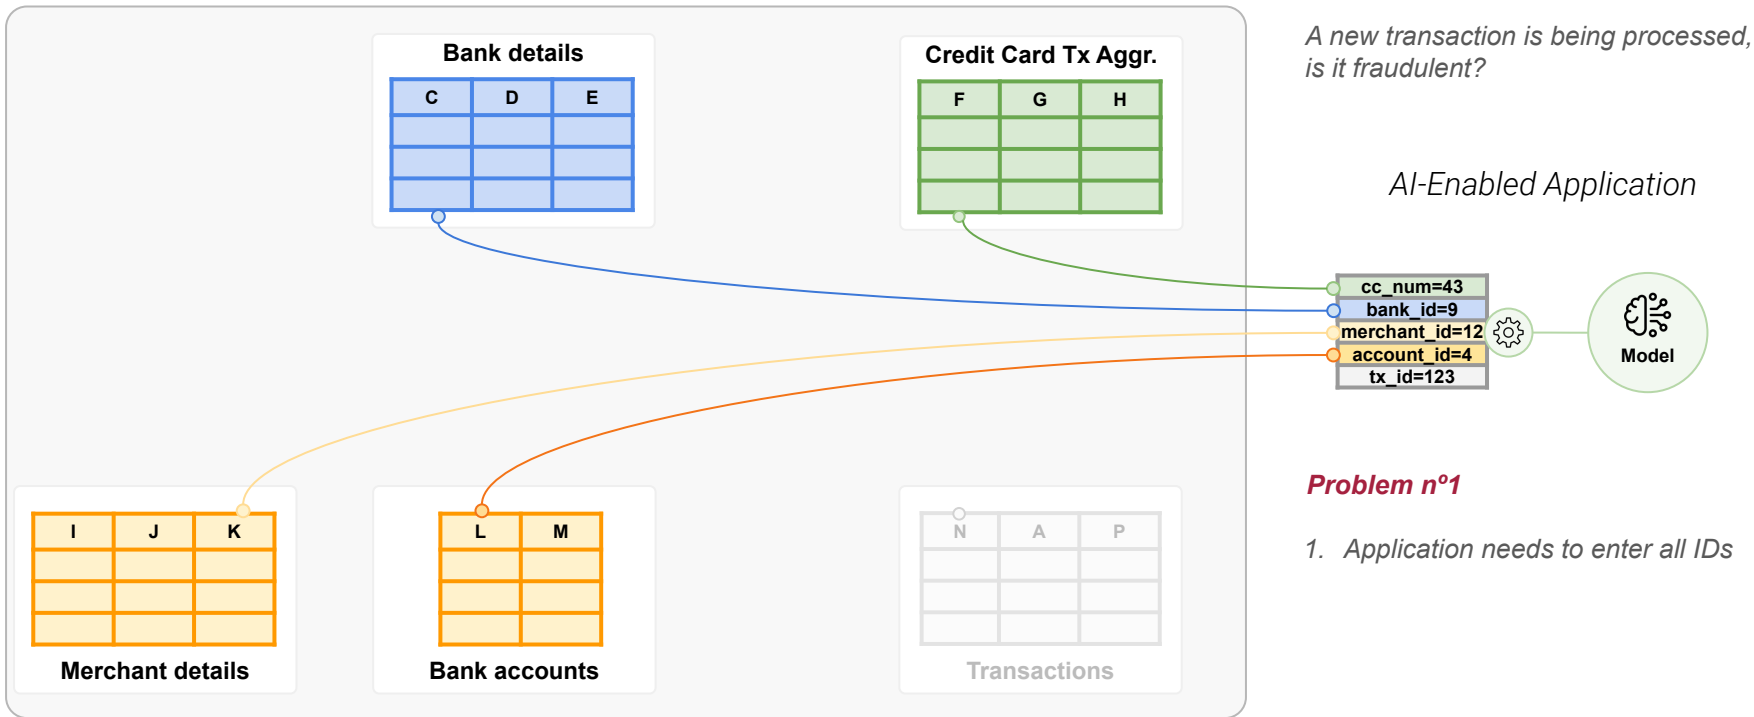 Bank details
C D E
Credit Card Tx Aggr.
F G H
A new transaction is being processed,
is it fraudulent?
AI-Enabled Application
cc_num=43
bank_id=9
merchant_id=12
account_id=4
tx_id=123
Model
I J K
Merchant details
L M
Bank accounts
N A P
Transactions
Problem nº1
1. Application needs to enter all IDs